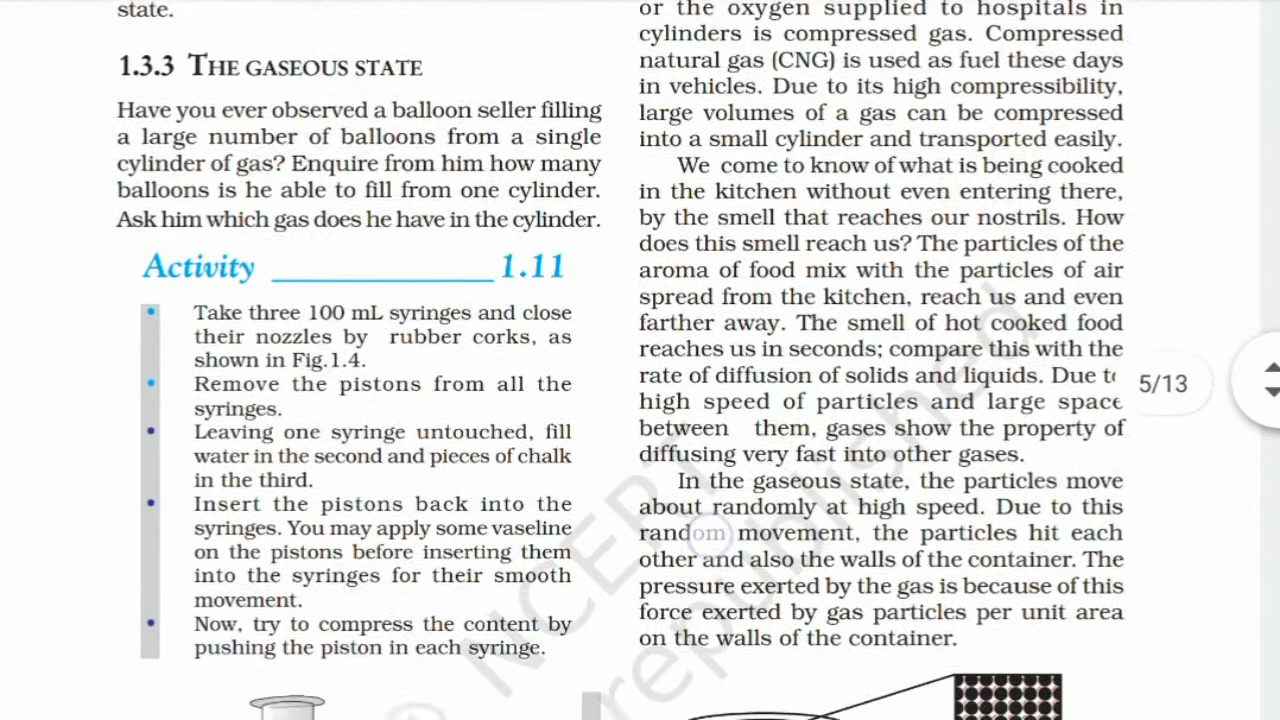 state.
1.3.3 THE GASEOUS STATE
Have you ever observed a balloon seller filling
a large number of balloons from a single
cylinder of gas? Enquire from him how many
balloons is he able to fill from one cylinder.
Ask him which gas does he have in the cylinder.
Activity 1.11
• Take three 100 mL syringes and close
their nozzles by rubber corks, as
shown in Fig.1.4.
• Remove the pistons from all the
syringes.
• Leaving one syringe untouched, fill
water in the second and pieces of chalk
in the third.
• Insert the pistons back into the
syringes. You may apply some vaseline
on the pistons before inserting them
into the syringes for their smooth
movement.
• Now, try to compress the content by
pushing the piston in each syringe.
or the oxygen supplied to hospitals in
cylinders is compressed gas. Compressed
natural gas (CNG) is used as fuel these days
in vehicles. Due to its high compressibility,
large volumes of a gas can be compressed
into a small cylinder and transported easily.
We come to know of what is being cooked
in the kitchen without even entering there,
by the smell that reaches our nostrils. How
does this smell reach us? The particles of the
aroma of food mix with the particles of air
spread from the kitchen, reach us and even
farther away. The smell of hot cooked food
reaches us in seconds; compare this with the
rate of diffusion of solids and liquids. Due to
high speed of particles and large space
between them, gases show the property of
diffusing very fast into other gases.
In the gaseous state, the particles move
about randomly at high speed. Due to this
random movement, the particles hit each
other and also the walls of the container. The
pressure exerted by the gas is because of this
force exerted by gas particles per unit area
on the walls of the container.
5/13
© NCERT
republished